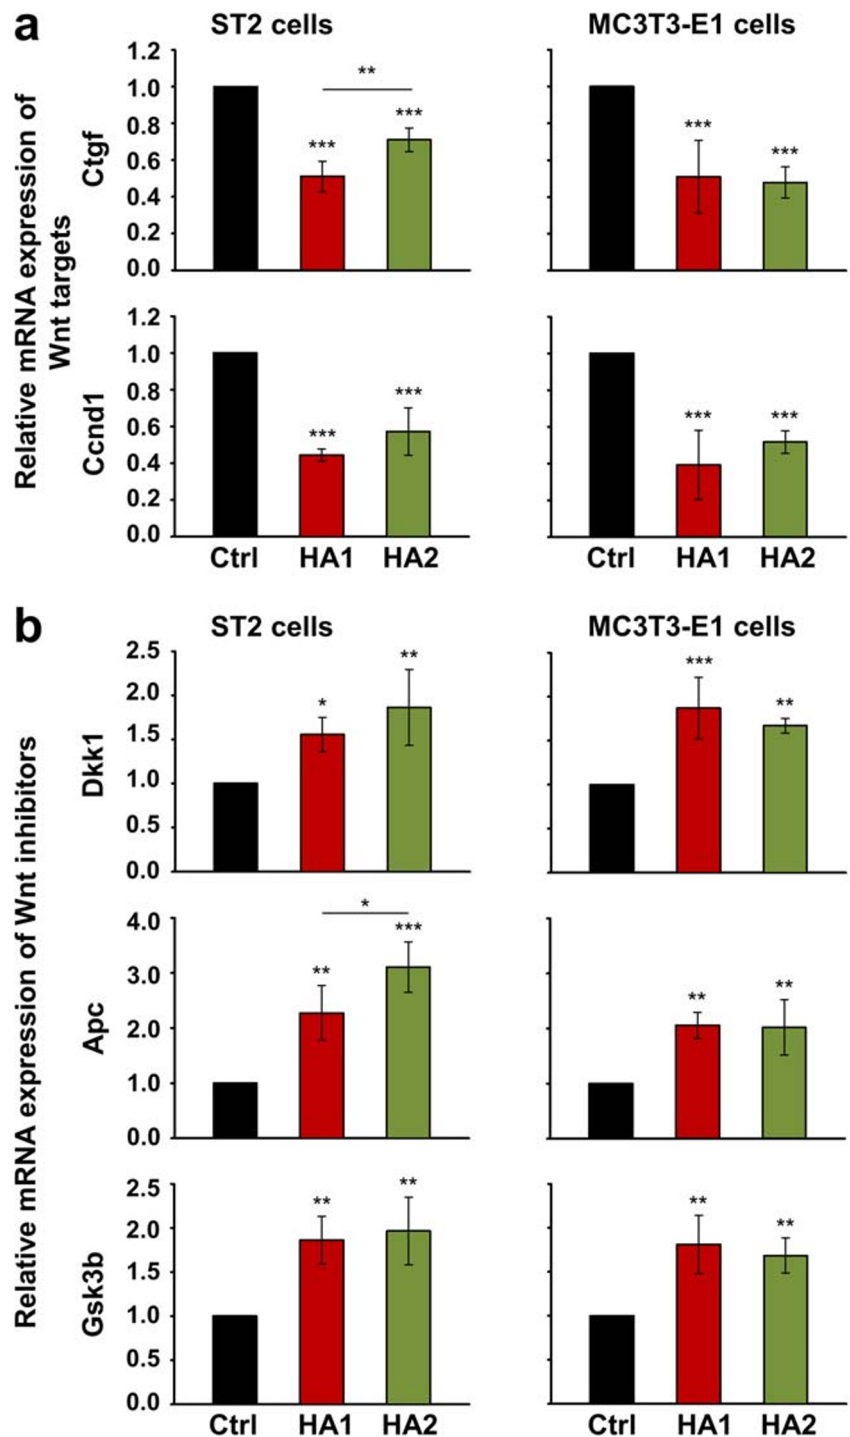 a
ST2 cells
MC3T3-E1 cells
Relative mRNA expression of
Wnt targets
Ctgf
1.2
1.0
0.8
0.6
0.4
0.2
0.0
**
***
***
***
***
Ccnd1
1.2
1.0
0.8
0.6
0.4
0.2
0.0
***
***
***
***
Ctrl HA1 HA2
Ctrl HA1 HA2
b
ST2 cells
MC3T3-E1 cells
Relative mRNA expression of Wnt inhibitors
Dkk1
2.5
2.0
1.5
1.0
0.5
0.0
*
**
***
**
Apc
4.0
3.0
2.0
1.0
0.0
*
**
***
**
**
Gsk3b
2.5
2.0
1.5
1.0
0.5
0.0
**
**
**
**
Ctrl HA1 HA2
Ctrl HA1 HA2